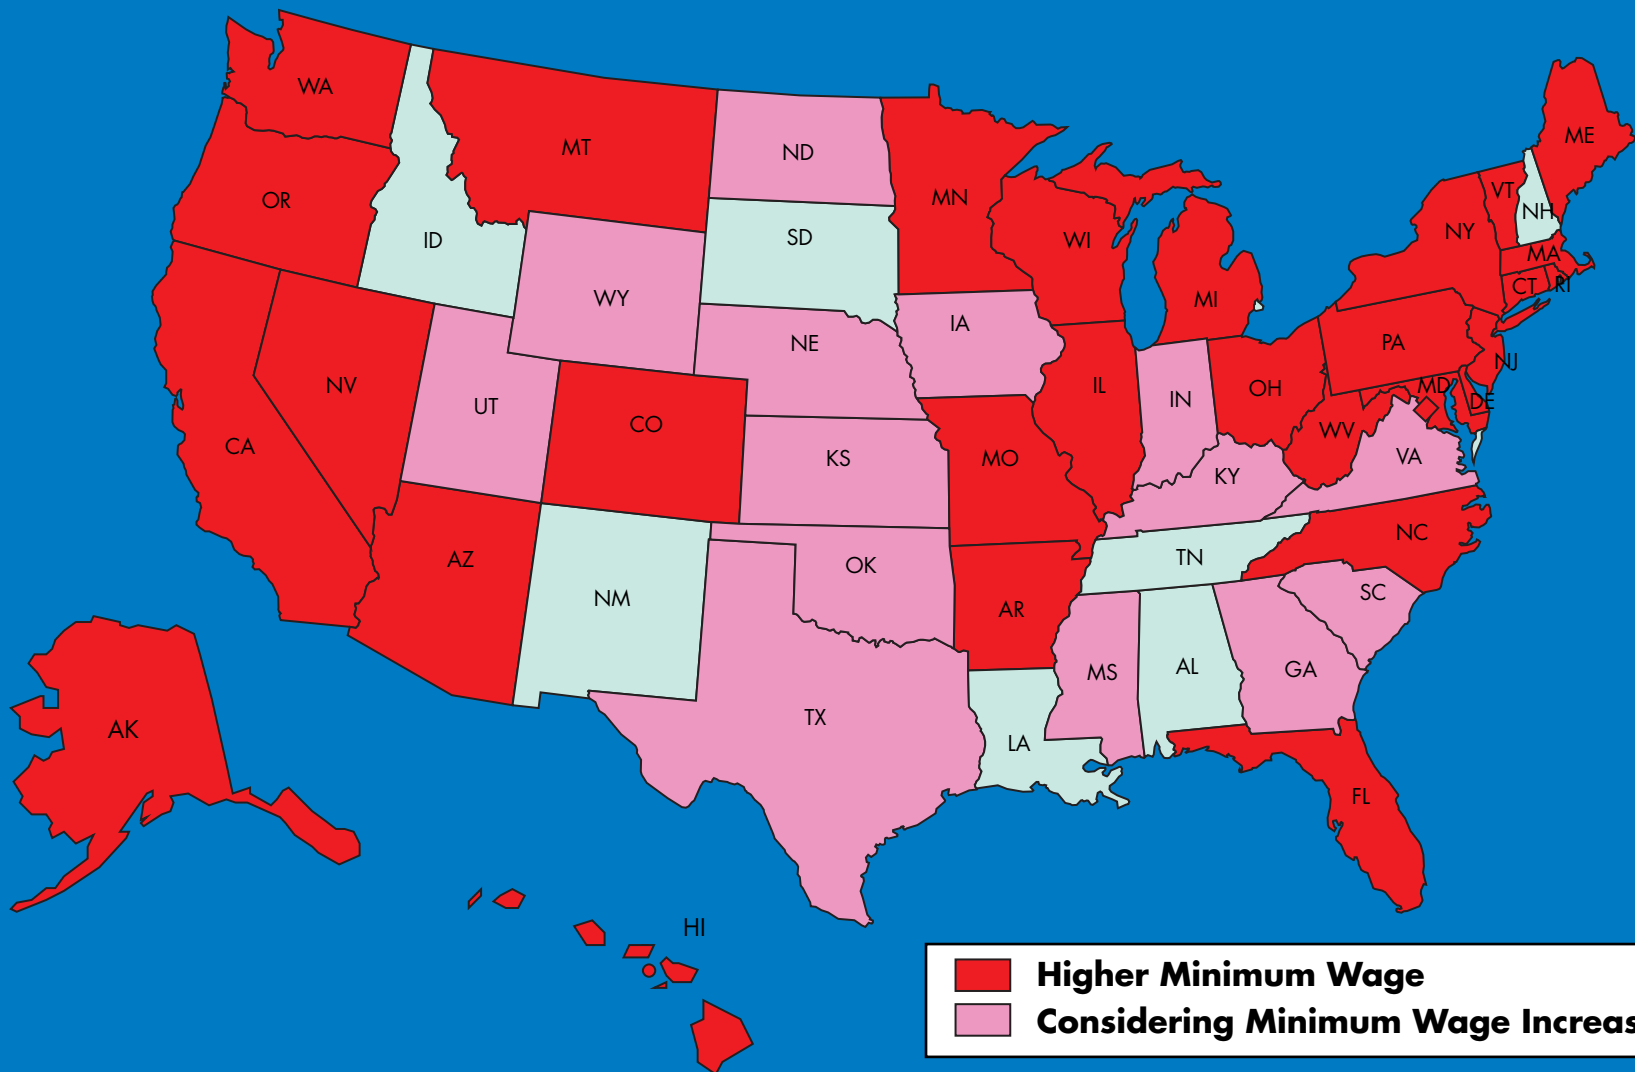 WA
MT
ND
MN
ME
OR
ID
SD
WI
MI
NY
VT
NH
MA
CT
RI
WY
IA
NE
PA
NJ
NV
UT
CO
IL
IN
OH
MD
DE
WV
VA
CA
KS
MO
KY
NC
AZ
NM
OK
TN
AR
SC
MS
AL
GA
TX
LA
AK
FL
HI
Higher Minimum Wage
Considering Minimum Wage Increas